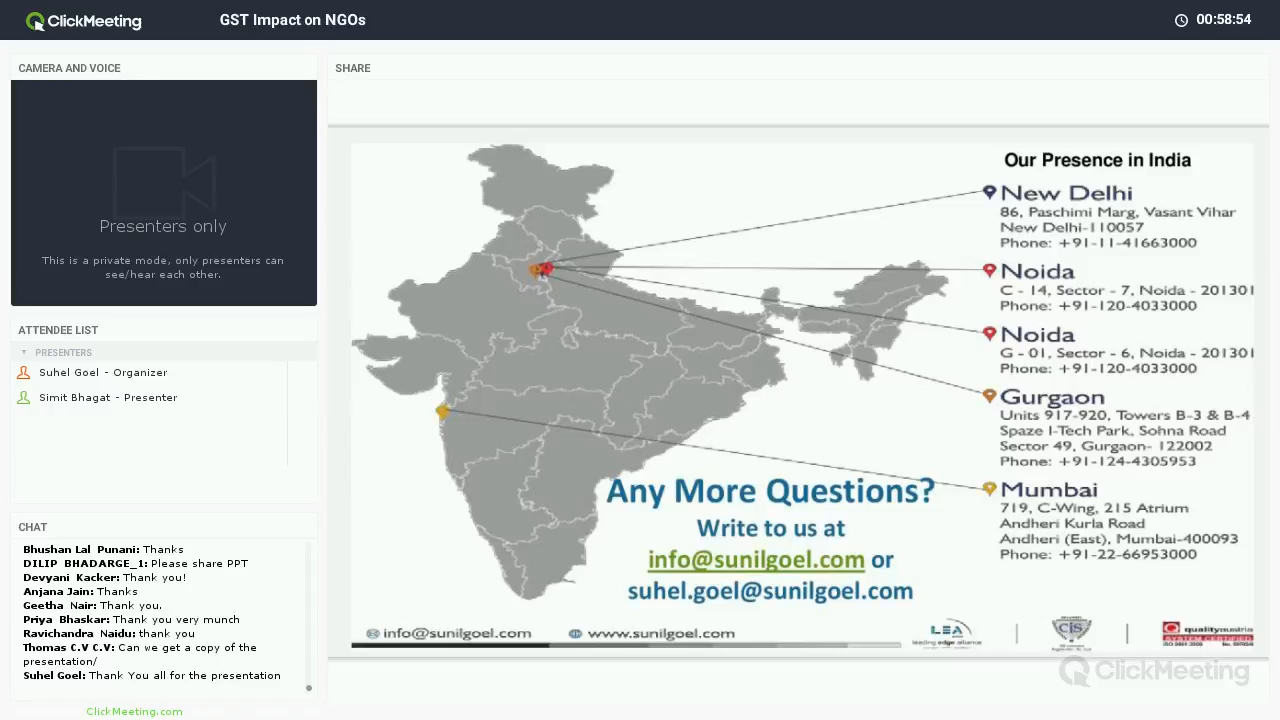 ClickMeeting
GST Impact on NGOs
00:58:54
CAMERA AND VOICE
Presenters only
This is a private mode, only presenters can
see/hear each other.
ATTENDEE LIST
PRESENTERS
Suhel Goel - Organizer
Simit Bhagat - Presenter
CHAT
Bhushan Lal Punani: Thanks
DILIP BHADARGE_1: Please share PPT
Devyani Kacker: Thank you!
Anjana Jain: Thanks
Geetha Nair: Thank you.
Priya Bhaskar: Thank you very munch
Ravichandra Naidu: thank you
Thomas C.V C.V: Can we get a copy of the
presentation/
Suhel Goel: Thank You all for the presentation
ClickMeeting.com
SHARE
Our Presence in India
New Delhi
86, Paschimi Marg, Vasant Vihar
New Delhi-110057
Phone: +91-11-41663000
Noida
C - 14, Sector - 7, Noida - 201301
Phone: +91-120-4033000
Noida
G - 01, Sector - 6, Noida - 201301
Phone: +91-120-4033000
Gurgaon
Units 917-920, Towers B-3 & B-4
Spaze I-Tech Park, Sohna Road
Sector 49, Gurgaon- 122002
Phone: +91-124-4305953
Mumbai
719, C-Wing, 215 Atrium
Andheri Kurla Road
Andheri (East), Mumbai-400093
Phone: +91-22-66953000
Any More Questions?
Write to us at
info@sunilgoel.com or
suhel.goel@sunilgoel.com
info@sunilgoel.com
www.sunilgoel.com
LEA
leading edge alliance
CIS
qualityaustria
SYSTEM CERTIFIED
ClickMeeting